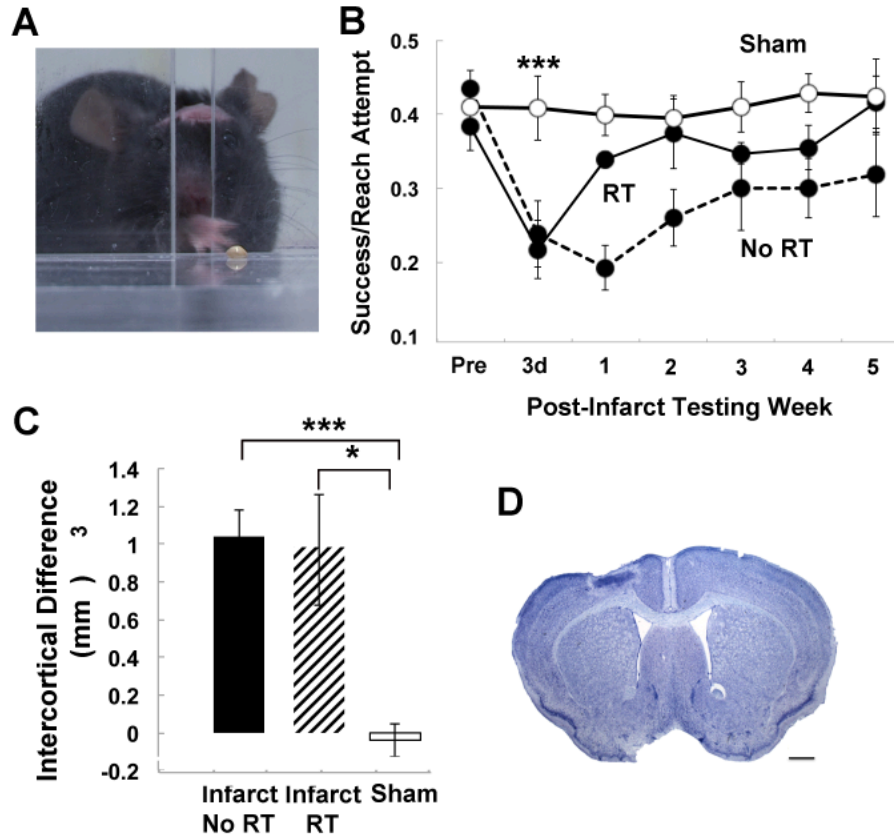 A
B
Success/Reach Attempt
0.5
0.4
0.3
0.2
0.1
***
Sham
RT
No RT
Pre 3d 1 2 3 4 5
Post-Infarct Testing Week
C
Intercortical Difference
(mm 3)
1.4
1.2
1
0.8
0.6
0.4
0.2
0
-0.2
***
*
Infarct Infarct Sham
No RT RT
D